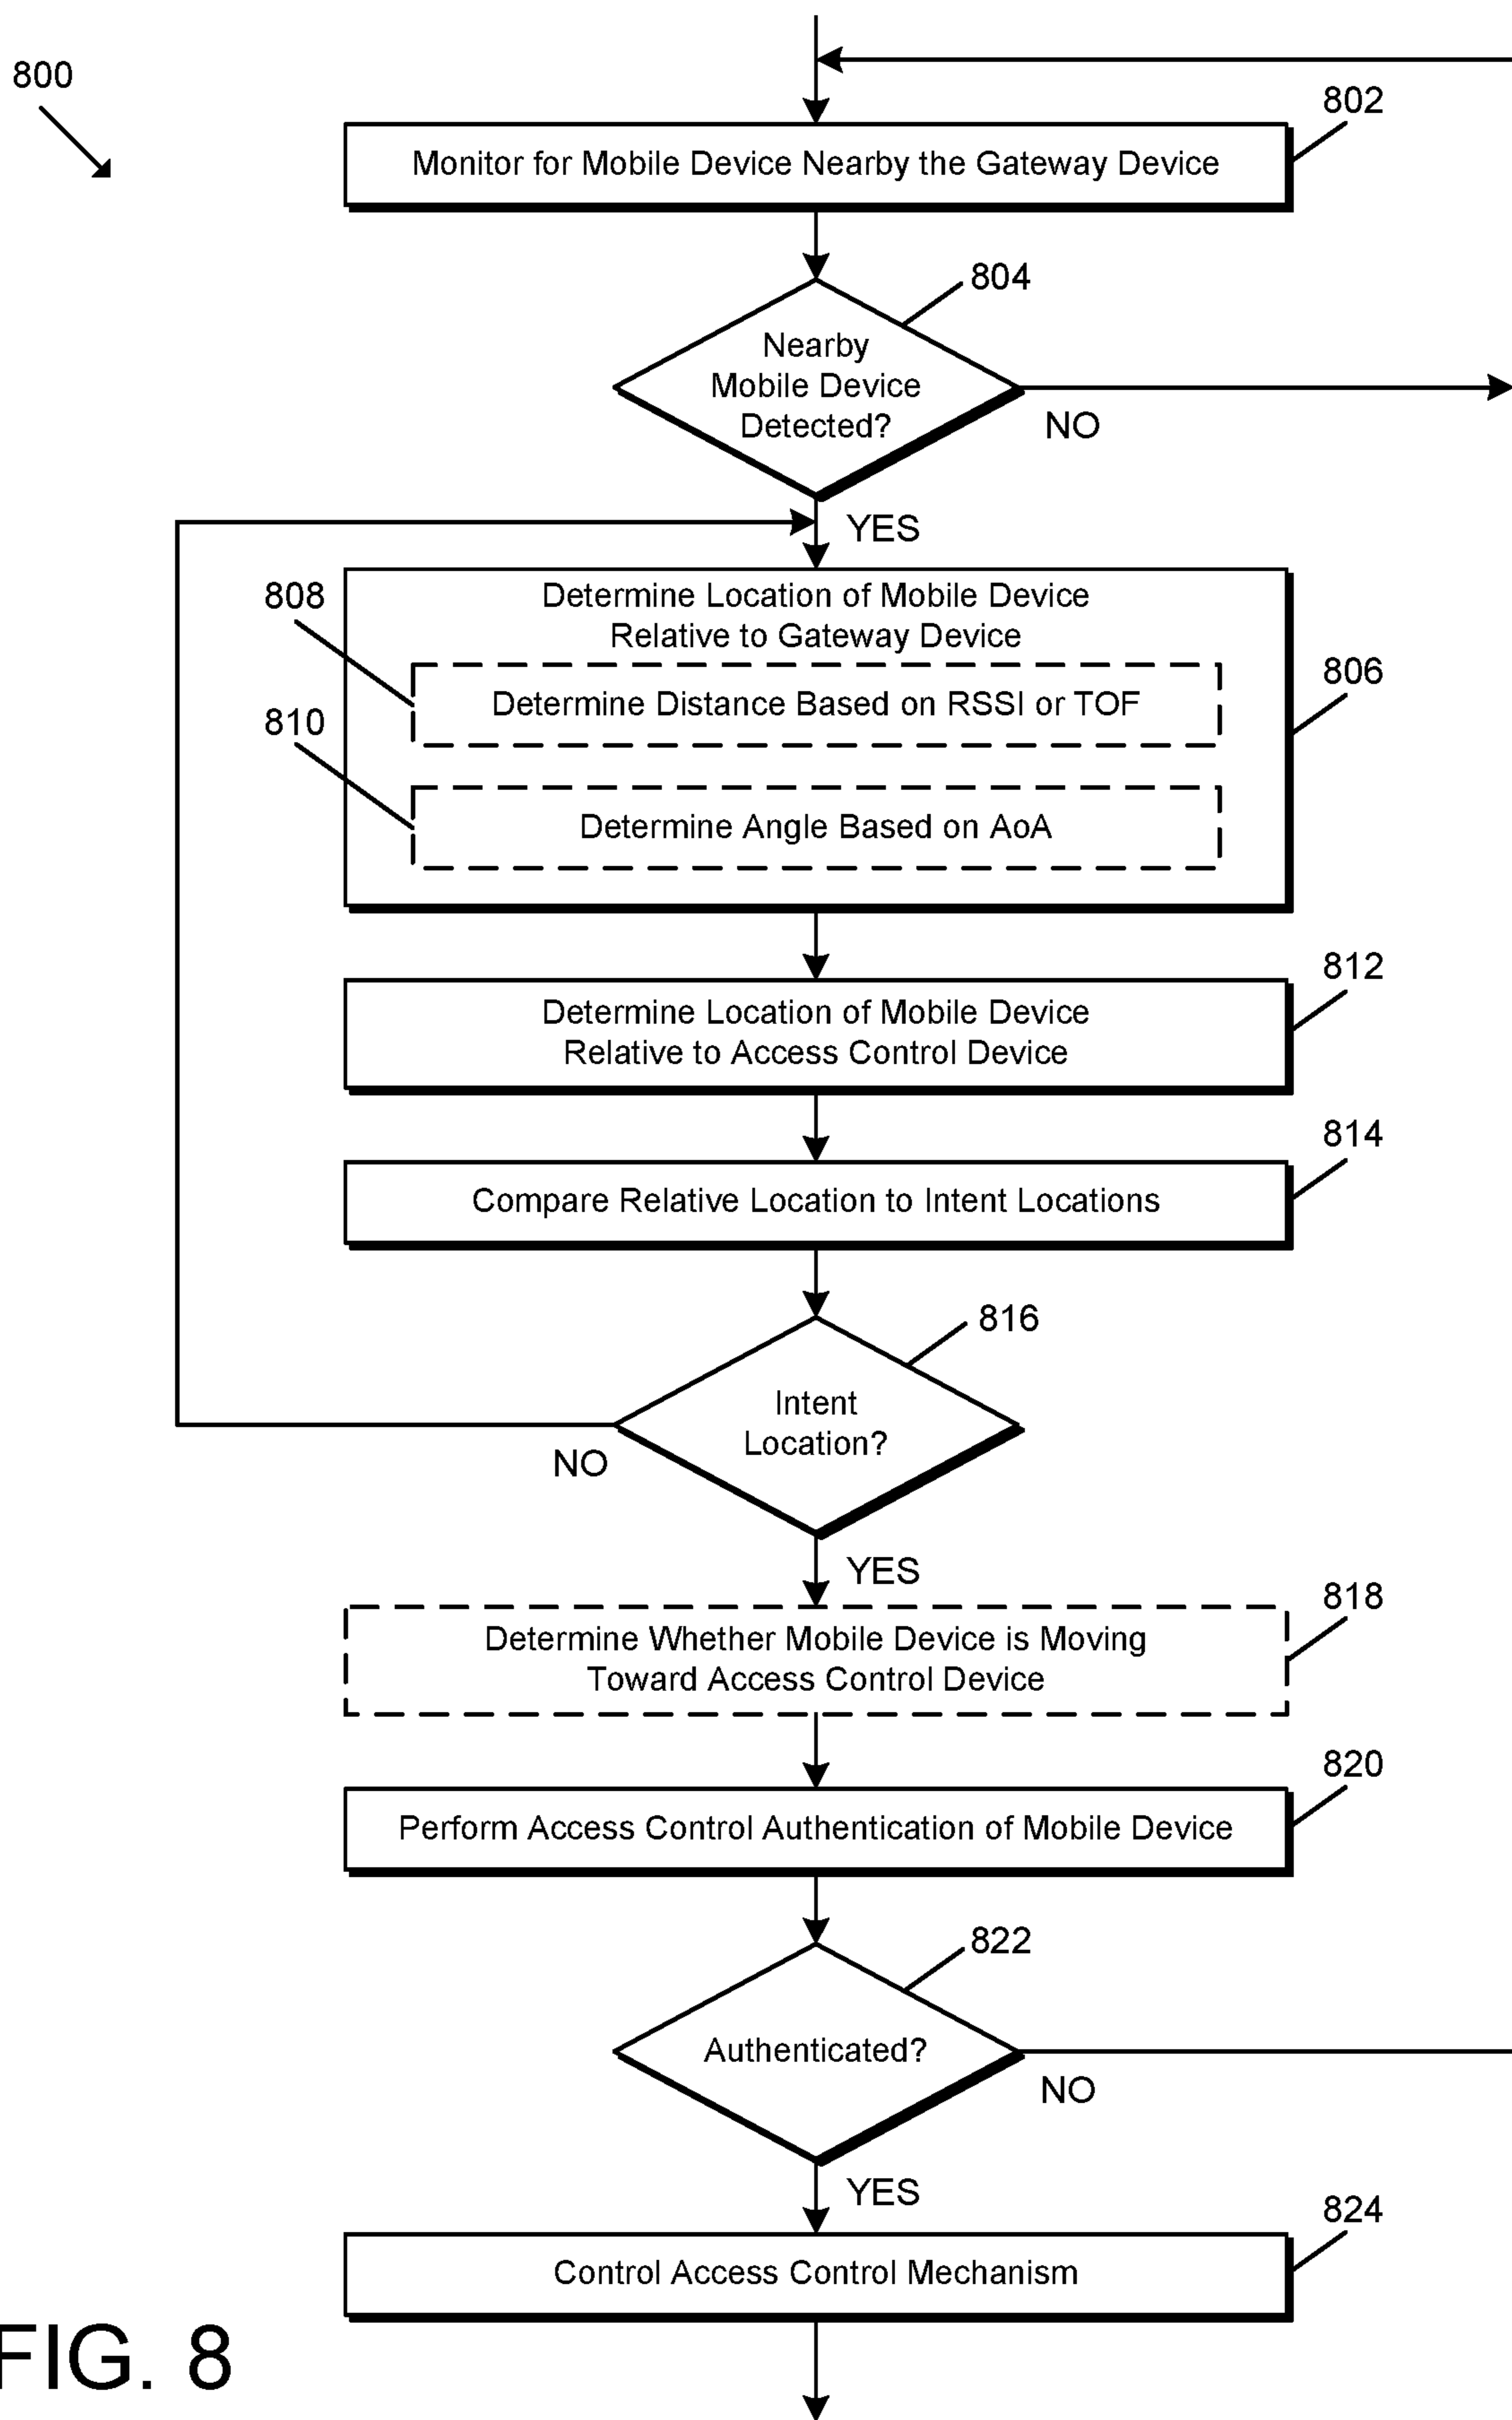 800
802
Monitor for Mobile Device Nearby the Gateway Device
804
Nearby
Mobile Device
Detected?
NO
YES
808
Determine Location of Mobile Device
Relative to Gateway Device
806
Determine Distance Based on RSSI or TOF
810
Determine Angle Based on AoA
812
Determine Location of Mobile Device
Relative to Access Control Device
814
Compare Relative Location to Intent Locations
816
Intent
Location?
NO
YES
818
Determine Whether Mobile Device is Moving
Toward Access Control Device
820
Perform Access Control Authentication of Mobile Device
822
Authenticated?
NO
YES
824
Control Access Control Mechanism
FIG. 8